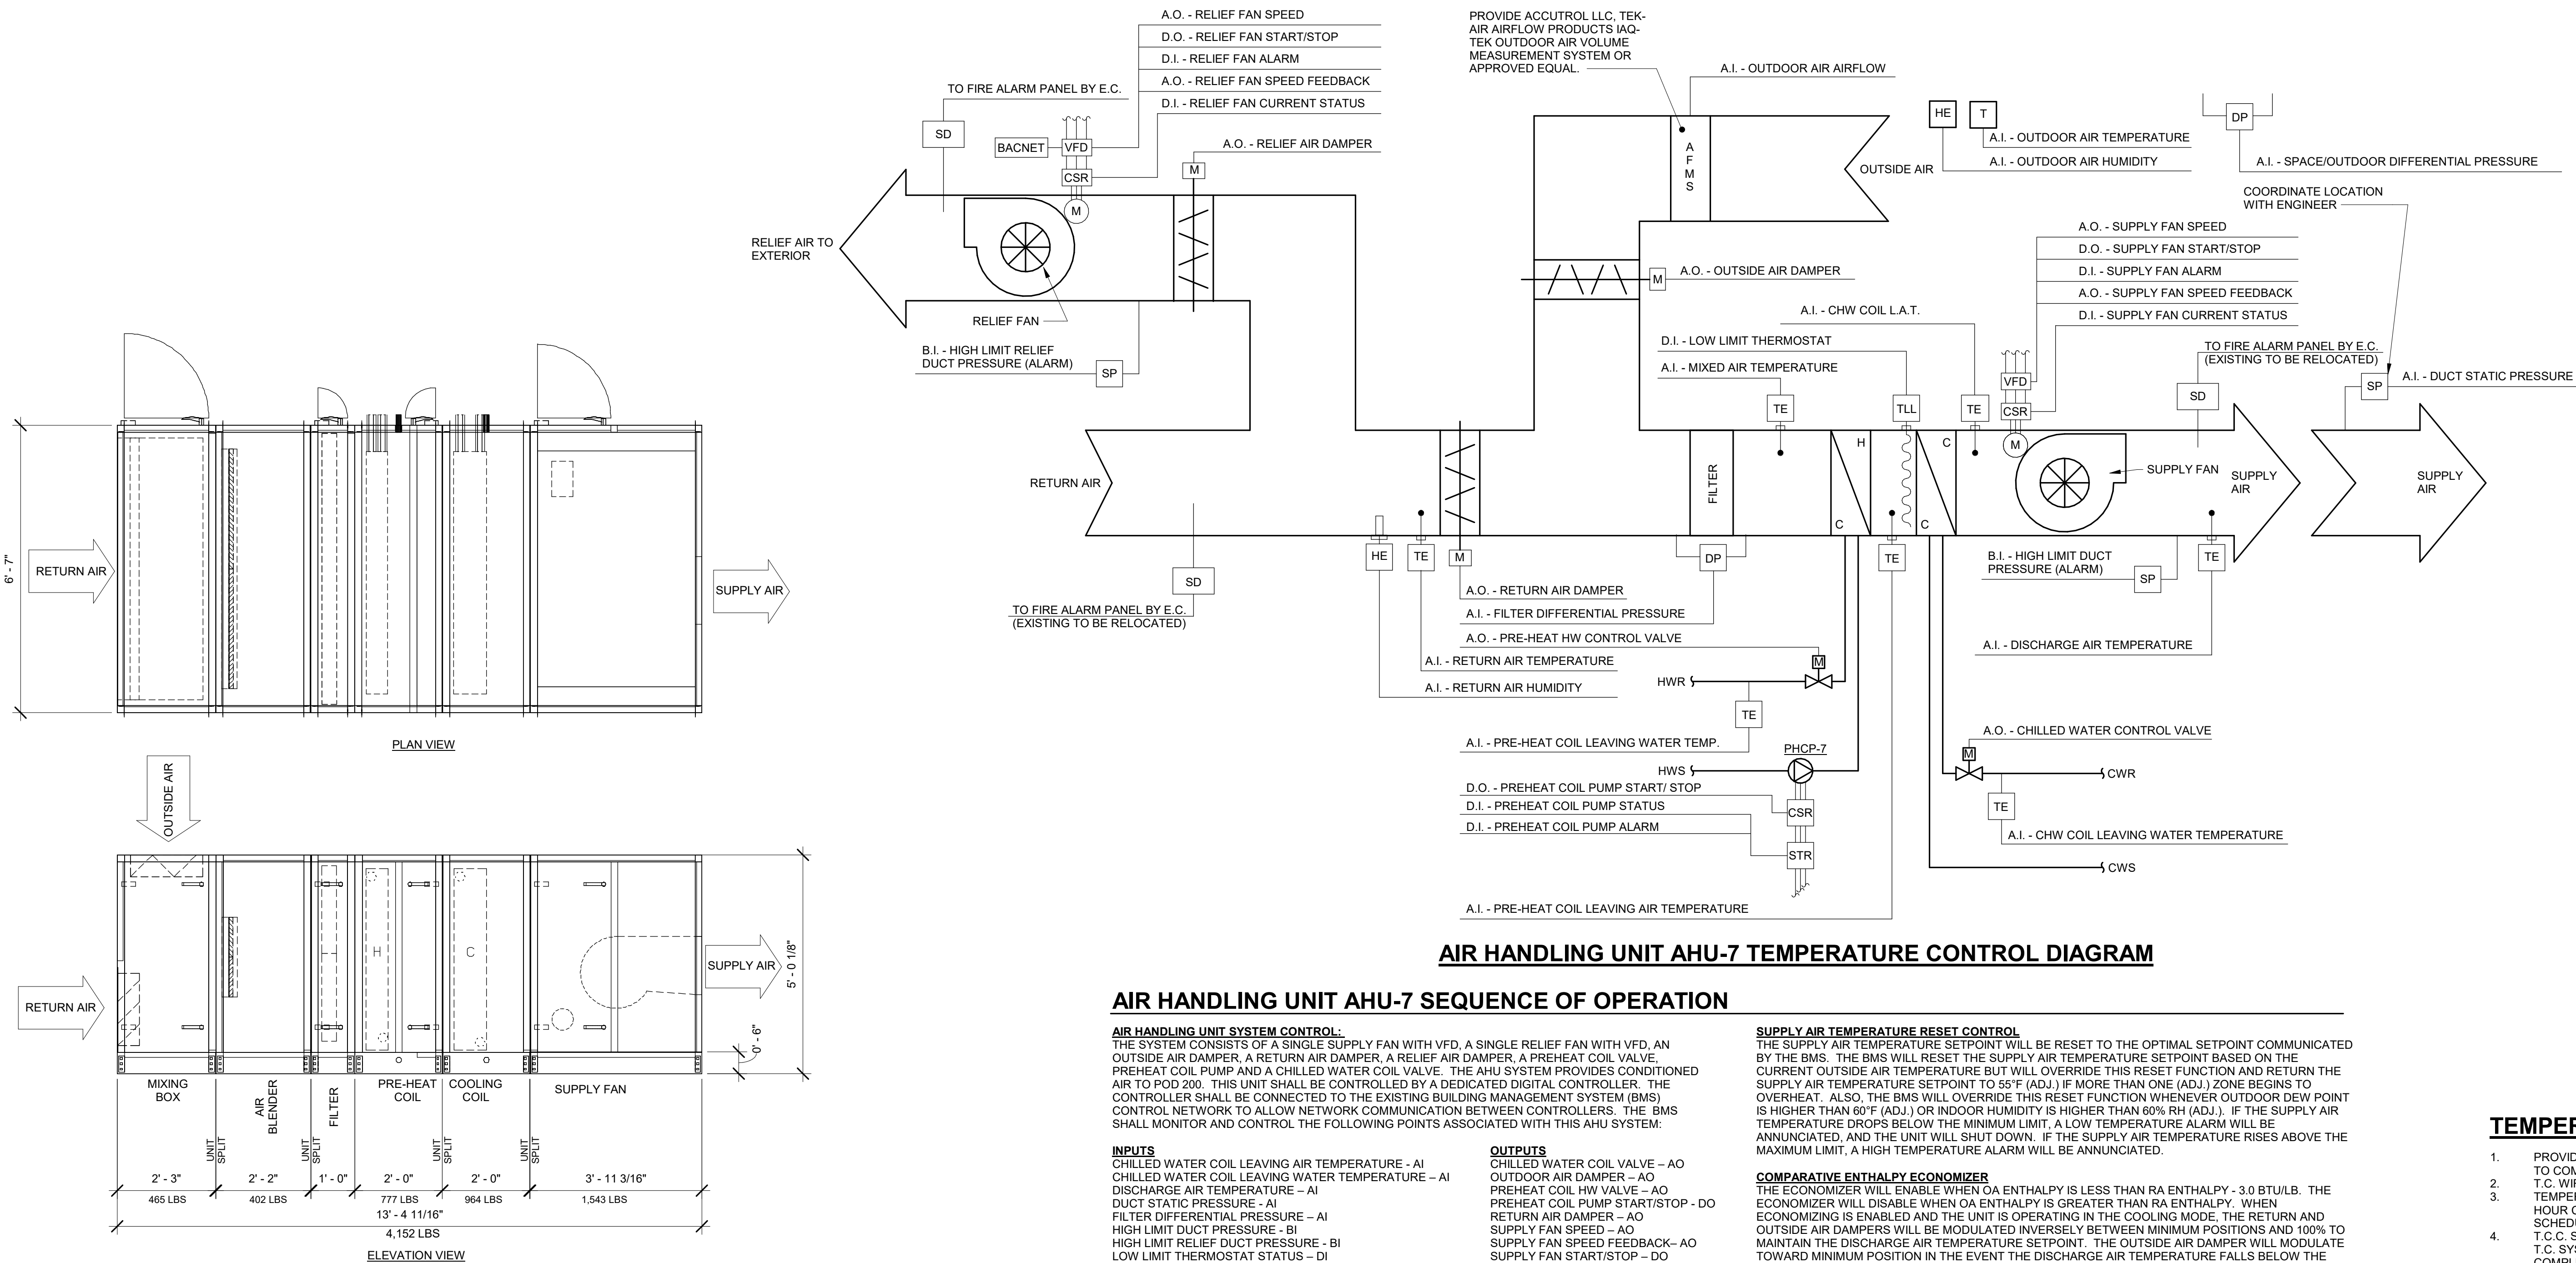 A.O. - RELIEF FAN SPEED
D.O. - RELIEF FAN START/STOP
D.I. - RELIEF FAN ALARM
A.O. - RELIEF FAN SPEED FEEDBACK
D.I. - RELIEF FAN CURRENT STATUS
TO FIRE ALARM PANEL BY E.C.
SD
BACNET
VFD
CSR
M
A.O. - RELIEF AIR DAMPER
M
RELIEF AIR TO
EXTERIOR
RELIEF FAN
B.I. - HIGH LIMIT RELIEF
DUCT PRESSURE (ALARM)
SP
PROVIDE ACCUTROL LLC, TEK-
AIR AIRFLOW PRODUCTS IAQ-
TEK OUTDOOR AIR VOLUME
MEASUREMENT SYSTEM OR
APPROVED EQUAL.
A.I. - OUTDOOR AIR AIRFLOW
A
F
M
S
OUTSIDE AIR
HE
T
A.I. - OUTDOOR AIR TEMPERATURE
A.I. - OUTDOOR AIR HUMIDITY
DP
A.I. - SPACE/OUTDOOR DIFFERENTIAL PRESSURE
COORDINATE LOCATION
WITH ENGINEER
A.O. - SUPPLY FAN SPEED
D.O. - SUPPLY FAN START/STOP
D.I. - SUPPLY FAN ALARM
A.O. - SUPPLY FAN SPEED FEEDBACK
D.I. - SUPPLY FAN CURRENT STATUS
M
A.O. - OUTSIDE AIR DAMPER
A.I. - CHW COIL L.A.T.
D.I. - LOW LIMIT THERMOSTAT
A.I. - MIXED AIR TEMPERATURE
TE
TLL
TE
VFD
CSR
M
TO FIRE ALARM PANEL BY E.C.
(EXISTING TO BE RELOCATED)
SD
SP
A.I. - DUCT STATIC PRESSURE
RETURN AIR
FILTER
H
C
C
C
SUPPLY FAN
SUPPLY
AIR
SUPPLY
AIR
SD
TO FIRE ALARM PANEL BY E.C.
(EXISTING TO BE RELOCATED)
HE
TE
M
DP
TE
B.I. - HIGH LIMIT DUCT
PRESSURE (ALARM)
SP
TE
A.O. - RETURN AIR DAMPER
A.I. - FILTER DIFFERENTIAL PRESSURE
A.O. - PRE-HEAT HW CONTROL VALVE
A.I. - RETURN AIR TEMPERATURE
A.I. - RETURN AIR HUMIDITY
A.I. - DISCHARGE AIR TEMPERATURE
M
HWR
TE
A.I. - PRE-HEAT COIL LEAVING WATER TEMP.
PHCP-7
HWS
D.O. - PREHEAT COIL PUMP START/ STOP
D.I. - PREHEAT COIL PUMP STATUS
D.I. - PREHEAT COIL PUMP ALARM
CSR
STR
A.I. - PRE-HEAT COIL LEAVING AIR TEMPERATURE
A.O. - CHILLED WATER CONTROL VALVE
M
CWR
TE
A.I. - CHW COIL LEAVING WATER TEMPERATURE
CWS
6' - 7"
RETURN AIR
SUPPLY AIR
PLAN VIEW
OUTSIDE AIR
RETURN AIR
H
C
SUPPLY AIR
5' - 0 1/8"
0' - 6"
MIXING
BOX
AIR
BLENDER
FILTER
PRE-HEAT
COIL
COOLING
COIL
SUPPLY FAN
UNIT
SPLIT
UNIT
SPLIT
UNIT
SPLIT
UNIT
SPLIT
2' - 3"
2' - 2"
1' - 0"
2' - 0"
2' - 0"
3' - 11 3/16"
465 LBS
402 LBS
777 LBS
964 LBS
1,543 LBS
13' - 4 11/16"
4,152 LBS
ELEVATION VIEW
AIR HANDLING UNIT AHU-7 TEMPERATURE CONTROL DIAGRAM
AIR HANDLING UNIT AHU-7 SEQUENCE OF OPERATION
AIR HANDLING UNIT SYSTEM CONTROL:
THE SYSTEM CONSISTS OF A SINGLE SUPPLY FAN WITH VFD, A SINGLE RELIEF FAN WITH VFD, AN
OUTSIDE AIR DAMPER, A RETURN AIR DAMPER, A RELIEF AIR DAMPER, A PREHEAT COIL VALVE,
PREHEAT COIL PUMP AND A CHILLED WATER COIL VALVE. THE AHU SYSTEM PROVIDES CONDITIONED
AIR TO POD 200. THIS UNIT SHALL BE CONTROLLED BY A DEDICATED DIGITAL CONTROLLER. THE
CONTROLLER SHALL BE CONNECTED TO THE EXISTING BUILDING MANAGEMENT SYSTEM (BMS)
CONTROL NETWORK TO ALLOW NETWORK COMMUNICATION BETWEEN CONTROLLERS. THE BMS
SHALL MONITOR AND CONTROL THE FOLLOWING POINTS ASSOCIATED WITH THIS AHU SYSTEM:
INPUTS
CHILLED WATER COIL LEAVING AIR TEMPERATURE - AI
CHILLED WATER COIL LEAVING WATER TEMPERATURE – AI
DISCHARGE AIR TEMPERATURE – AI
DUCT STATIC PRESSURE - AI
FILTER DIFFERENTIAL PRESSURE – AI
HIGH LIMIT DUCT PRESSURE - BI
HIGH LIMIT RELIEF DUCT PRESSURE - BI
LOW LIMIT THERMOSTAT STATUS – DI
OUTPUTS
CHILLED WATER COIL VALVE – AO
OUTDOOR AIR DAMPER – AO
PREHEAT COIL HW VALVE – AO
PREHEAT COIL PUMP START/STOP - DO
RETURN AIR DAMPER – AO
SUPPLY FAN SPEED – AO
SUPPLY FAN SPEED FEEDBACK– AO
SUPPLY FAN START/STOP – DO
SUPPLY AIR TEMPERATURE RESET CONTROL
THE SUPPLY AIR TEMPERATURE SETPOINT WILL BE RESET TO THE OPTIMAL SETPOINT COMMUNICATED
BY THE BMS. THE BMS WILL RESET THE SUPPLY AIR TEMPERATURE SETPOINT BASED ON THE
CURRENT OUTSIDE AIR TEMPERATURE BUT WILL OVERRIDE THIS RESET FUNCTION AND RETURN THE
SUPPLY AIR TEMPERATURE SETPOINT TO 55°F (ADJ.) IF MORE THAN ONE (ADJ.) ZONE BEGINS TO
OVERHEAT. ALSO, THE BMS WILL OVERRIDE THIS RESET FUNCTION WHENEVER OUTDOOR DEW POINT
IS HIGHER THAN 60°F (ADJ.) OR INDOOR HUMIDITY IS HIGHER THAN 60% RH (ADJ.). IF THE SUPPLY AIR
TEMPERATURE DROPS BELOW THE MINIMUM LIMIT, A LOW TEMPERATURE ALARM WILL BE
ANNUNCIATED, AND THE UNIT WILL SHUT DOWN. IF THE SUPPLY AIR TEMPERATURE RISES ABOVE THE
MAXIMUM LIMIT, A HIGH TEMPERATURE ALARM WILL BE ANNUNCIATED.
COMPARATIVE ENTHALPY ECONOMIZER
THE ECONOMIZER WILL ENABLE WHEN OA ENTHALPY IS LESS THAN RA ENTHALPY - 3.0 BTU/LB. THE
ECONOMIZER WILL DISABLE WHEN OA ENTHALPY IS GREATER THAN RA ENTHALPY. WHEN
ECONOMIZING IS ENABLED AND THE UNIT IS OPERATING IN THE COOLING MODE, THE RETURN AND
OUTSIDE AIR DAMPERS WILL BE MODULATED INVERSELY BETWEEN MINIMUM POSITIONS AND 100% TO
MAINTAIN THE DISCHARGE AIR TEMPERATURE SETPOINT. THE OUTSIDE AIR DAMPER WILL MODULATE
TOWARD MINIMUM POSITION IN THE EVENT THE DISCHARGE AIR TEMPERATURE FALLS BELOW THE
TEMPER
1. PROVID
TO COM
2. T.C. WIF
3. TEMPER
HOUR C
SCHEDU
4. T.C.C. S
T.C. SYS